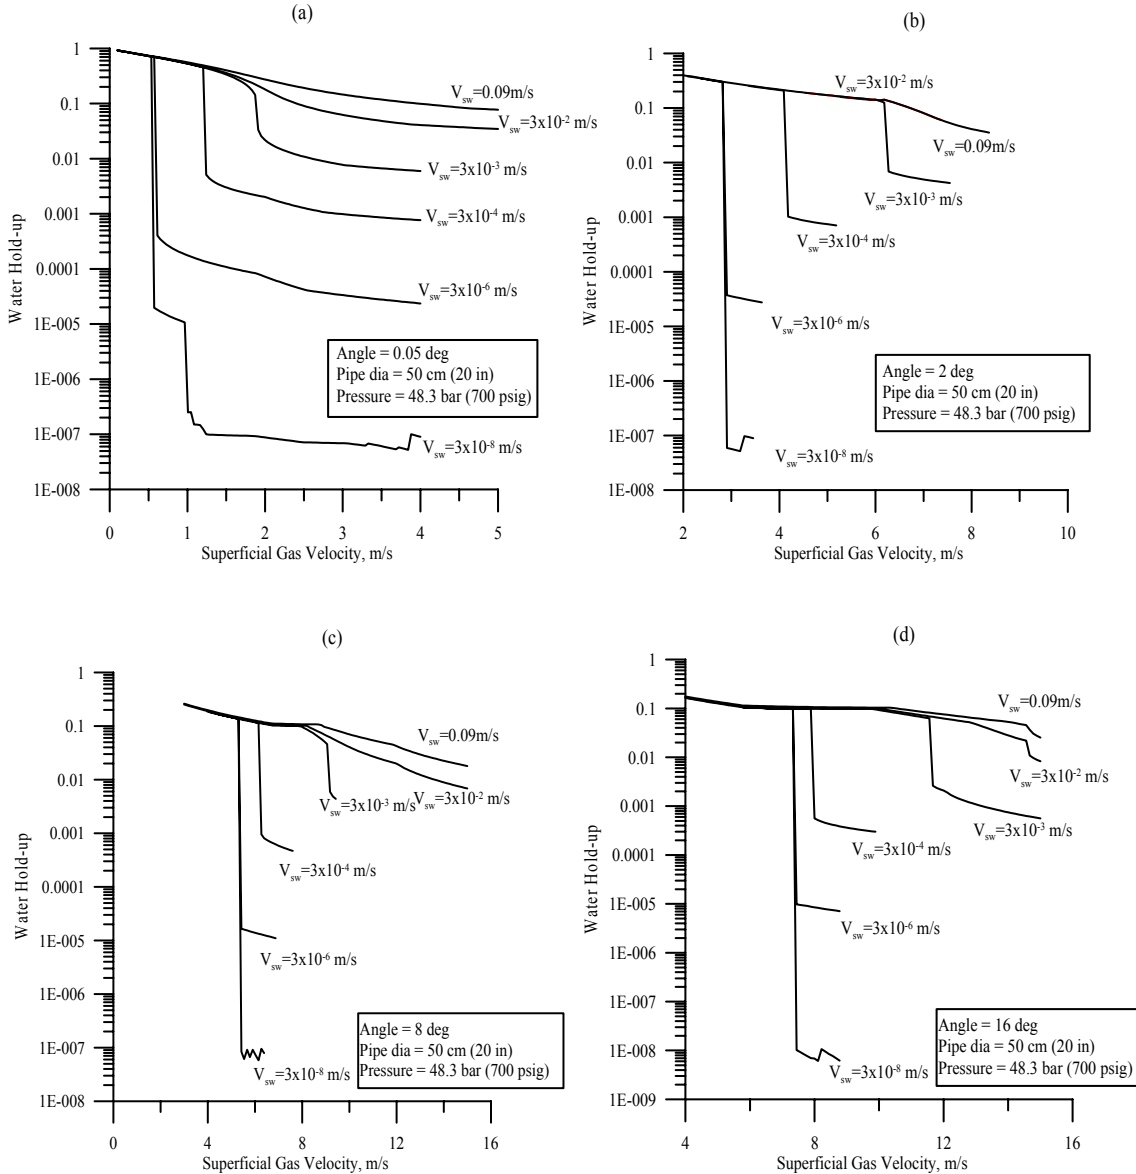 (a)
1
0.1
0.01
0.001
0.0001
1E-005
1E-006
1E-007
1E-008
Water Hold-up
V_sw=0.09m/s
V_sw=3x10^-2 m/s
V_sw=3x10^-3 m/s
V_sw=3x10^-4 m/s
V_sw=3x10^-6 m/s
Angle = 0.05 deg
Pipe dia = 50 cm (20 in)
Pressure = 48.3 bar (700 psig)
V_sw=3x10^-8 m/s
0 1 2 3 4 5
Superficial Gas Velocity, m/s
(b)
1
0.1
0.01
0.001
0.0001
1E-005
1E-006
1E-007
1E-008
Water Hold-up
V_sw=3x10^-2 m/s
V_sw=0.09m/s
V_sw=3x10^-3 m/s
V_sw=3x10^-4 m/s
V_sw=3x10^-6 m/s
Angle = 2 deg
Pipe dia = 50 cm (20 in)
Pressure = 48.3 bar (700 psig)
V_sw=3x10^-8 m/s
2 4 6 8 10
Superficial Gas Velocity, m/s
(c)
1
0.1
0.01
0.001
0.0001
1E-005
1E-006
1E-007
1E-008
Water Hold-up
V_sw=0.09m/s
V_sw=3x10^-3 m/s
V_sw=3x10^-2 m/s
V_sw=3x10^-4 m/s
V_sw=3x10^-6 m/s
Angle = 8 deg
Pipe dia = 50 cm (20 in)
Pressure = 48.3 bar (700 psig)
V_sw=3x10^-8 m/s
0 4 8 12 16
Superficial Gas Velocity, m/s
(d)
1
0.1
0.01
0.001
0.0001
1E-005
1E-006
1E-007
1E-008
1E-009
Water Hold-up
V_sw=0.09m/s
V_sw=3x10^-2 m/s
V_sw=3x10^-3 m/s
V_sw=3x10^-4 m/s
V_sw=3x10^-6 m/s
Angle = 16 deg
Pipe dia = 50 cm (20 in)
Pressure = 48.3 bar (700 psig)
V_sw=3x10^-8 m/s
4 8 12 16
Superficial Gas Velocity, m/s